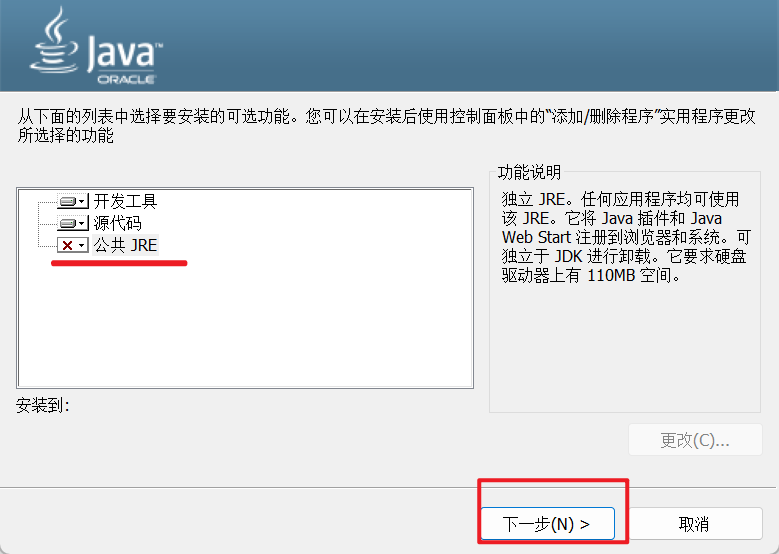 Java™
ORACLE
从下面的列表中选择要安装的可选功能。您可以在安装后使用控制面板中的“添加/删除程序”实用程序更改
所选择的功能
开发工具
源代码
公共 JRE
功能说明
独立 JRE。任何应用程序均可使用
该 JRE。它将 Java 插件和 Java
Web Start 注册到浏览器和系统。可
独立于 JDK 进行卸载。它要求硬盘
驱动器上有 110MB 空间。
安装到:
更改(C)...
下一步(N) >
取消